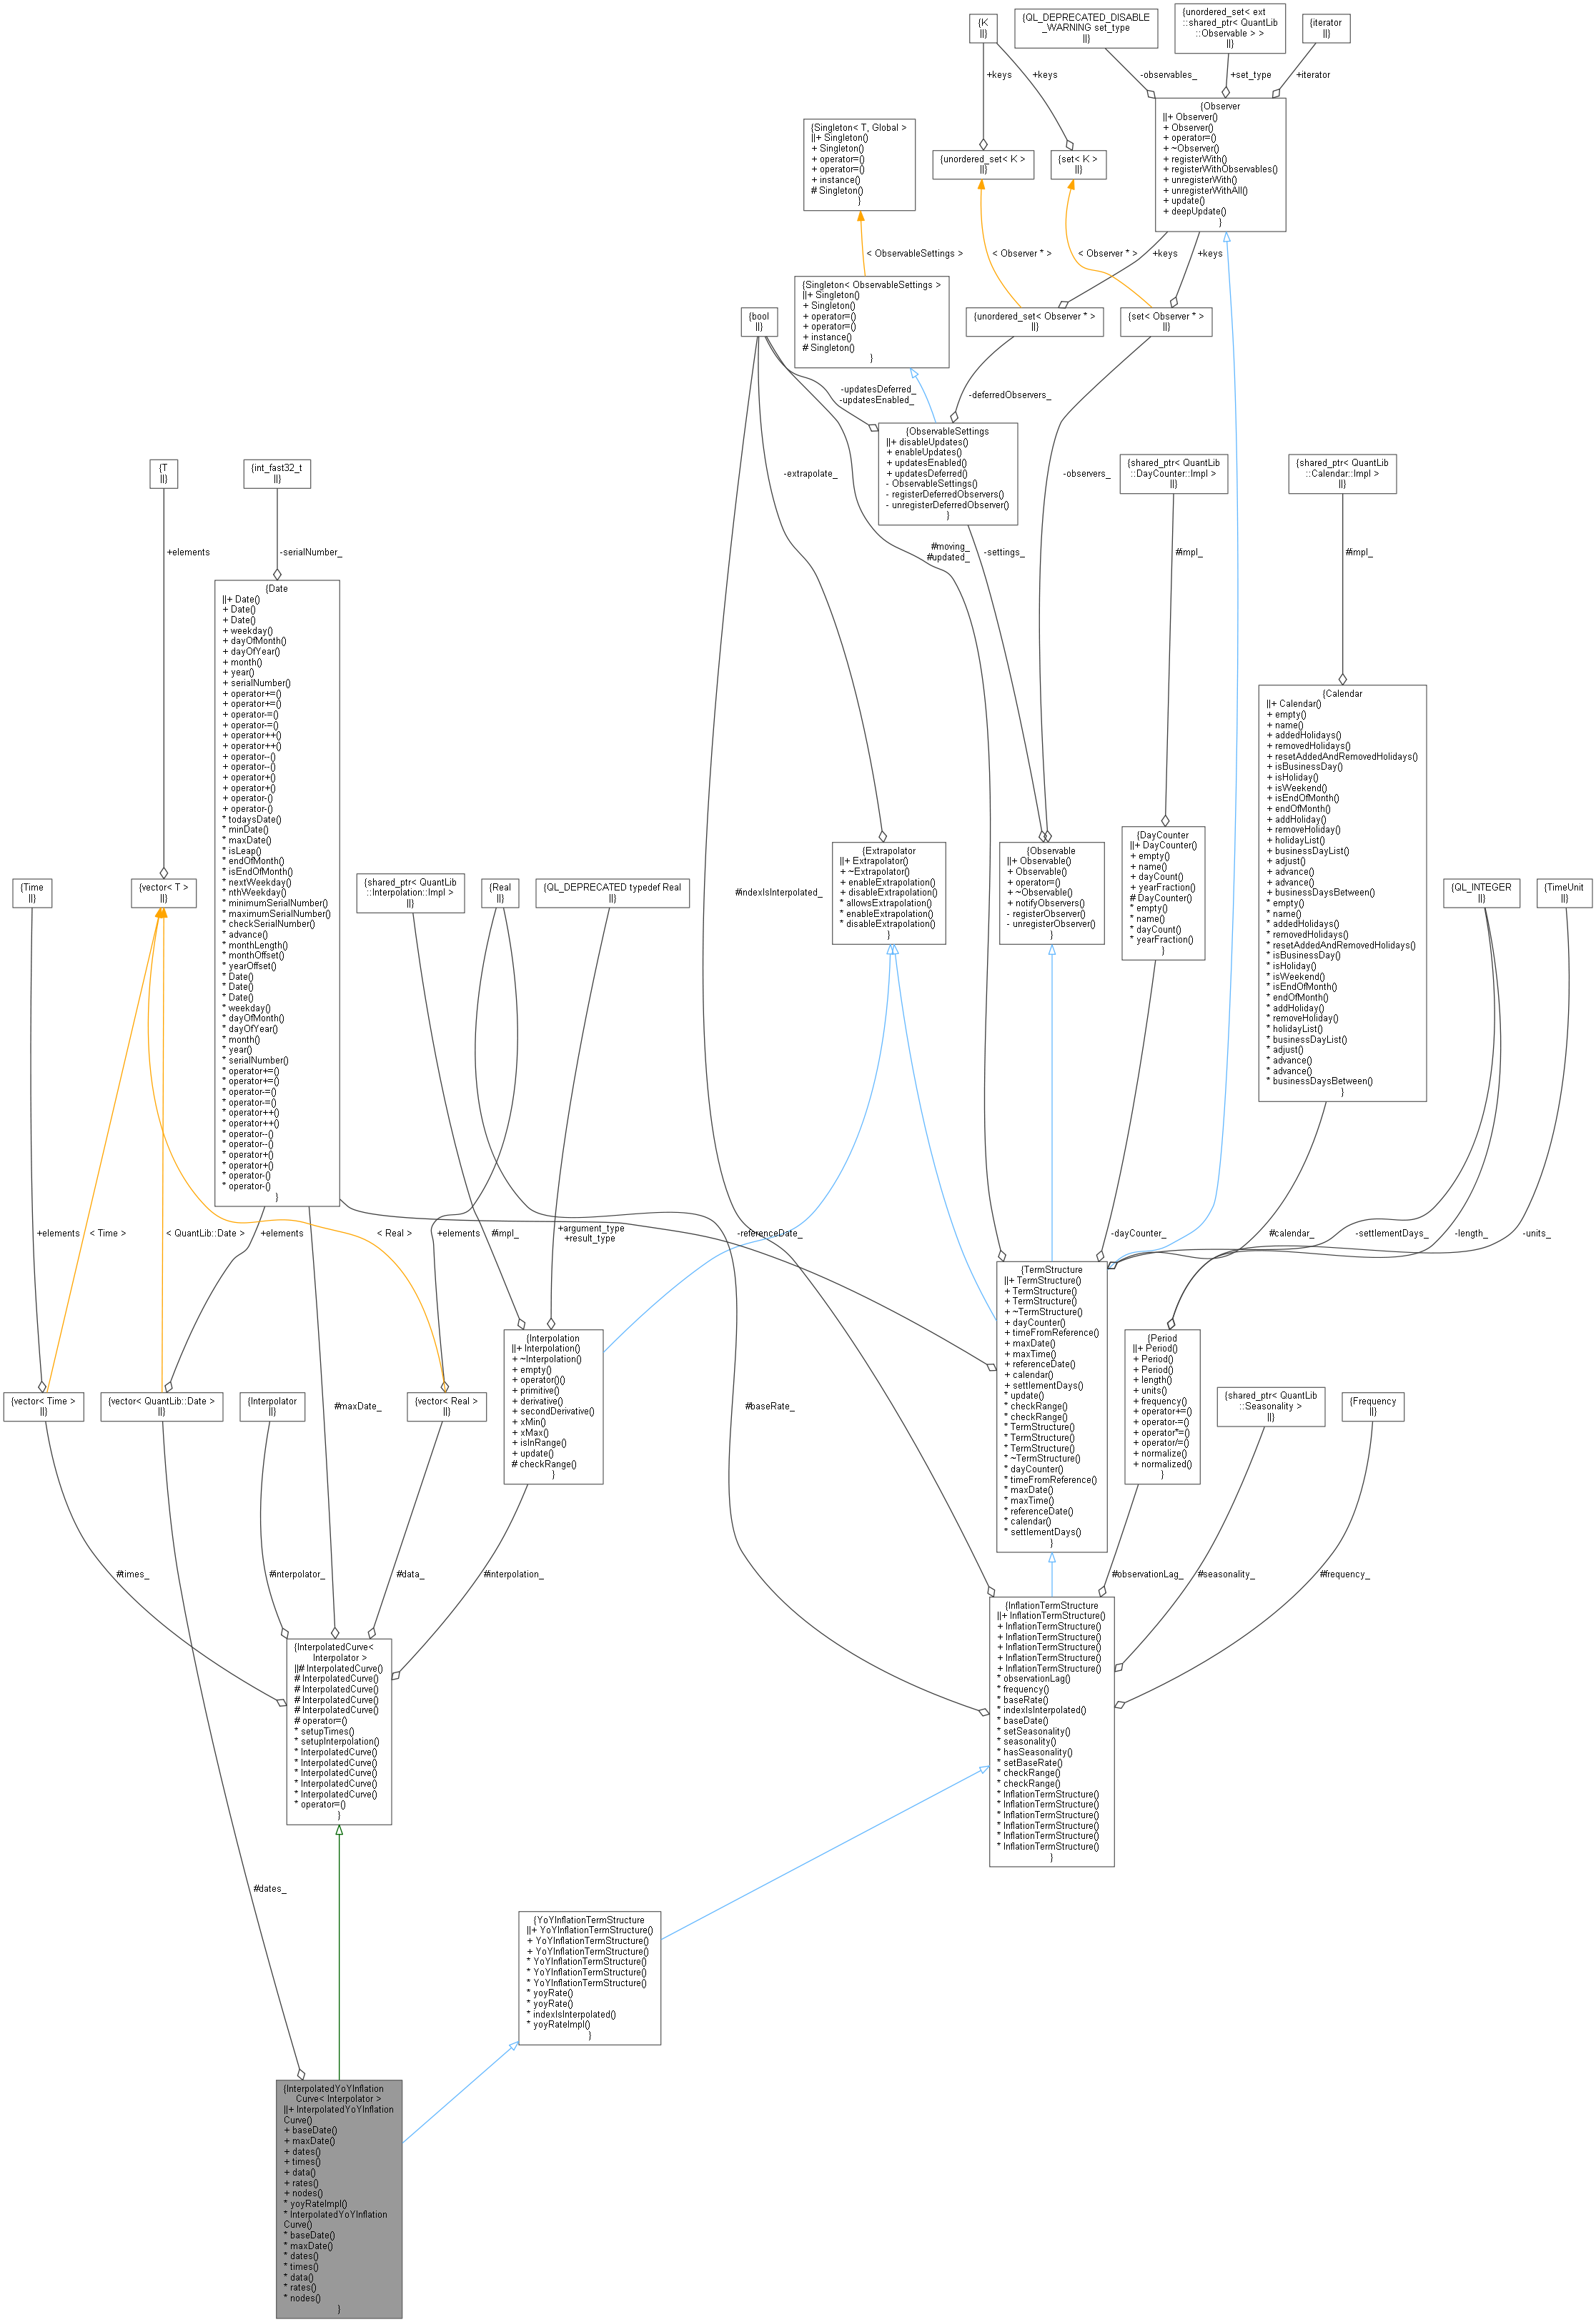 {K
||}
{QL_DEPRECATED_DISABLE
_WARNING set_type
||}
{unordered_set< ext
::shared_ptr< QuantLib
::Observable > >
||}
{iterator
||}
+keys
+keys
-observables_
+set_type
+iterator
{Singleton< T, Global >
||+ Singleton()
+ Singleton()
+ operator=()
+ operator=()
+ instance()
# Singleton()
}
{unordered_set< K >
||}
{set< K >
||}
{Observer
||+ Observer()
+ Observer()
+ operator=()
+ ~Observer()
+ registerWith()
+ registerWithObservables()
+ unregisterWith()
+ unregisterWithAll()
+ update()
+ deepUpdate()
}
< ObservableSettings >
< Observer * >
< Observer * >
+keys
+keys
{bool
||}
{Singleton< ObservableSettings >
||+ Singleton()
+ Singleton()
+ operator=()
+ operator=()
+ instance()
# Singleton()
}
{unordered_set< Observer * >
||}
{set< Observer * >
||}
-updatesDeferred_
-updatesEnabled_
-deferredObservers_
{T
||}
{int_fast32_t
||}
-extrapolate_
{ObservableSettings
||+ disableUpdates()
+ enableUpdates()
+ updatesEnabled()
+ updatesDeferred()
- ObservableSettings()
- registerDeferredObservers()
- unregisterDeferredObserver()
}
-observers_
{shared_ptr< QuantLib
::DayCounter::Impl >
||}
{shared_ptr< QuantLib
::Calendar::Impl >
||}
+elements
-serialNumber_
#moving_
#updated_
-settings_
#impl_
#impl_
{Date
||+ Date()
+ Date()
+ Date()
+ weekday()
+ dayOfMonth()
+ dayOfYear()
+ month()
+ year()
+ serialNumber()
+ operator+=()
+ operator+=()
+ operator-=()
+ operator-=()
+ operator++()
+ operator++()
+ operator--()
+ operator--()
+ operator+()
+ operator+()
+ operator-()
+ operator-()
* todaysDate()
* minDate()
* maxDate()
* isLeap()
* endOfMonth()
* isEndOfMonth()
* nextWeekday()
* nthWeekday()
* minimumSerialNumber()
* maximumSerialNumber()
* checkSerialNumber()
* advance()
* monthLength()
* monthOffset()
* yearOffset()
* Date()
* Date()
* Date()
* weekday()
* dayOfMonth()
* dayOfYear()
* month()
* year()
* serialNumber()
* operator+=()
* operator+=()
* operator-=()
* operator-=()
* operator++()
* operator++()
* operator--()
* operator--()
* operator+()
* operator+()
* operator-()
* operator-()
}
{Calendar
||+ Calendar()
+ empty()
+ name()
+ addedHolidays()
+ removedHolidays()
+ resetAddedAndRemovedHolidays()
+ isBusinessDay()
+ isHoliday()
+ isWeekend()
+ isEndOfMonth()
+ endOfMonth()
+ addHoliday()
+ removeHoliday()
+ holidayList()
+ businessDayList()
+ adjust()
+ advance()
+ advance()
+ businessDaysBetween()
* empty()
* name()
* addedHolidays()
* removedHolidays()
* resetAddedAndRemovedHolidays()
* isBusinessDay()
* isHoliday()
* isWeekend()
* isEndOfMonth()
* endOfMonth()
* addHoliday()
* removeHoliday()
* holidayList()
* businessDayList()
* adjust()
* advance()
* advance()
* businessDaysBetween()
}
{Time
||}
{vector< T >
||}
{shared_ptr< QuantLib
::Interpolation::Impl >
||}
{Real
||}
{QL_DEPRECATED typedef Real
||}
#indexIsInterpolated_
{Extrapolator
||+ Extrapolator()
+ ~Extrapolator()
+ enableExtrapolation()
+ disableExtrapolation()
* allowsExtrapolation()
* enableExtrapolation()
* disableExtrapolation()
}
{Observable
||+ Observable()
+ Observable()
+ operator=()
+ ~Observable()
+ notifyObservers()
- registerObserver()
- unregisterObserver()
}
{DayCounter
||+ DayCounter()
+ empty()
+ name()
+ dayCount()
+ yearFraction()
# DayCounter()
* empty()
* name()
* dayCount()
* yearFraction()
}
{QL_INTEGER
||}
{TimeUnit
||}
+elements
< Time >
< QuantLib::Date >
+elements
< Real >
+elements
#impl_
+argument_type
+result_type
-referenceDate_
-dayCounter_
#calendar_
-settlementDays_
-length_
-units_
{vector< Time >
||}
{vector< QuantLib::Date >
||}
{Interpolator
||}
#maxDate_
{vector< Real >
||}
{Interpolation
||+ Interpolation()
+ ~Interpolation()
+ empty()
+ operator()()
+ primitive()
+ derivative()
+ secondDerivative()
+ xMin()
+ xMax()
+ isInRange()
+ update()
# checkRange()
}
#baseRate_
{TermStructure
||+ TermStructure()
+ TermStructure()
+ TermStructure()
+ ~TermStructure()
+ dayCounter()
+ timeFromReference()
+ maxDate()
+ maxTime()
+ referenceDate()
+ calendar()
+ settlementDays()
* update()
* checkRange()
* checkRange()
* TermStructure()
* TermStructure()
* TermStructure()
* ~TermStructure()
* dayCounter()
* timeFromReference()
* maxDate()
* maxTime()
* referenceDate()
* calendar()
* settlementDays()
}
{Period
||+ Period()
+ Period()
+ Period()
+ length()
+ units()
+ frequency()
+ operator+=()
+ operator-=()
+ operator*=()
+ operator/=()
+ normalize()
+ normalized()
}
{shared_ptr< QuantLib
::Seasonality >
||}
{Frequency
||}
#times_
#interpolator_
#data_
#interpolation_
#observationLag_
#seasonality_
#frequency_
{InterpolatedCurve<
Interpolator >
||# InterpolatedCurve()
# InterpolatedCurve()
# InterpolatedCurve()
# InterpolatedCurve()
# InterpolatedCurve()
# operator=()
* setupTimes()
* setupInterpolation()
* InterpolatedCurve()
* InterpolatedCurve()
* InterpolatedCurve()
* InterpolatedCurve()
* InterpolatedCurve()
* operator=()
}
{InflationTermStructure
||+ InflationTermStructure()
+ InflationTermStructure()
+ InflationTermStructure()
+ InflationTermStructure()
+ InflationTermStructure()
+ InflationTermStructure()
* observationLag()
* frequency()
* baseRate()
* indexIsInterpolated()
* baseDate()
* setSeasonality()
* seasonality()
* hasSeasonality()
* setBaseRate()
* checkRange()
* checkRange()
* InflationTermStructure()
* InflationTermStructure()
* InflationTermStructure()
* InflationTermStructure()
* InflationTermStructure()
* InflationTermStructure()
}
#dates_
{YoYInflationTermStructure
||+ YoYInflationTermStructure()
+ YoYInflationTermStructure()
+ YoYInflationTermStructure()
* YoYInflationTermStructure()
* YoYInflationTermStructure()
* YoYInflationTermStructure()
* yoyRate()
* yoyRate()
* indexIsInterpolated()
* yoyRateImpl()
}
{InterpolatedYoYInflation
Curve< Interpolator >
||+ InterpolatedYoYInflation
Curve()
+ baseDate()
+ maxDate()
+ dates()
+ times()
+ data()
+ rates()
+ nodes()
* yoyRateImpl()
* InterpolatedYoYInflation
Curve()
* baseDate()
* maxDate()
* dates()
* times()
* data()
* rates()
* nodes()
}